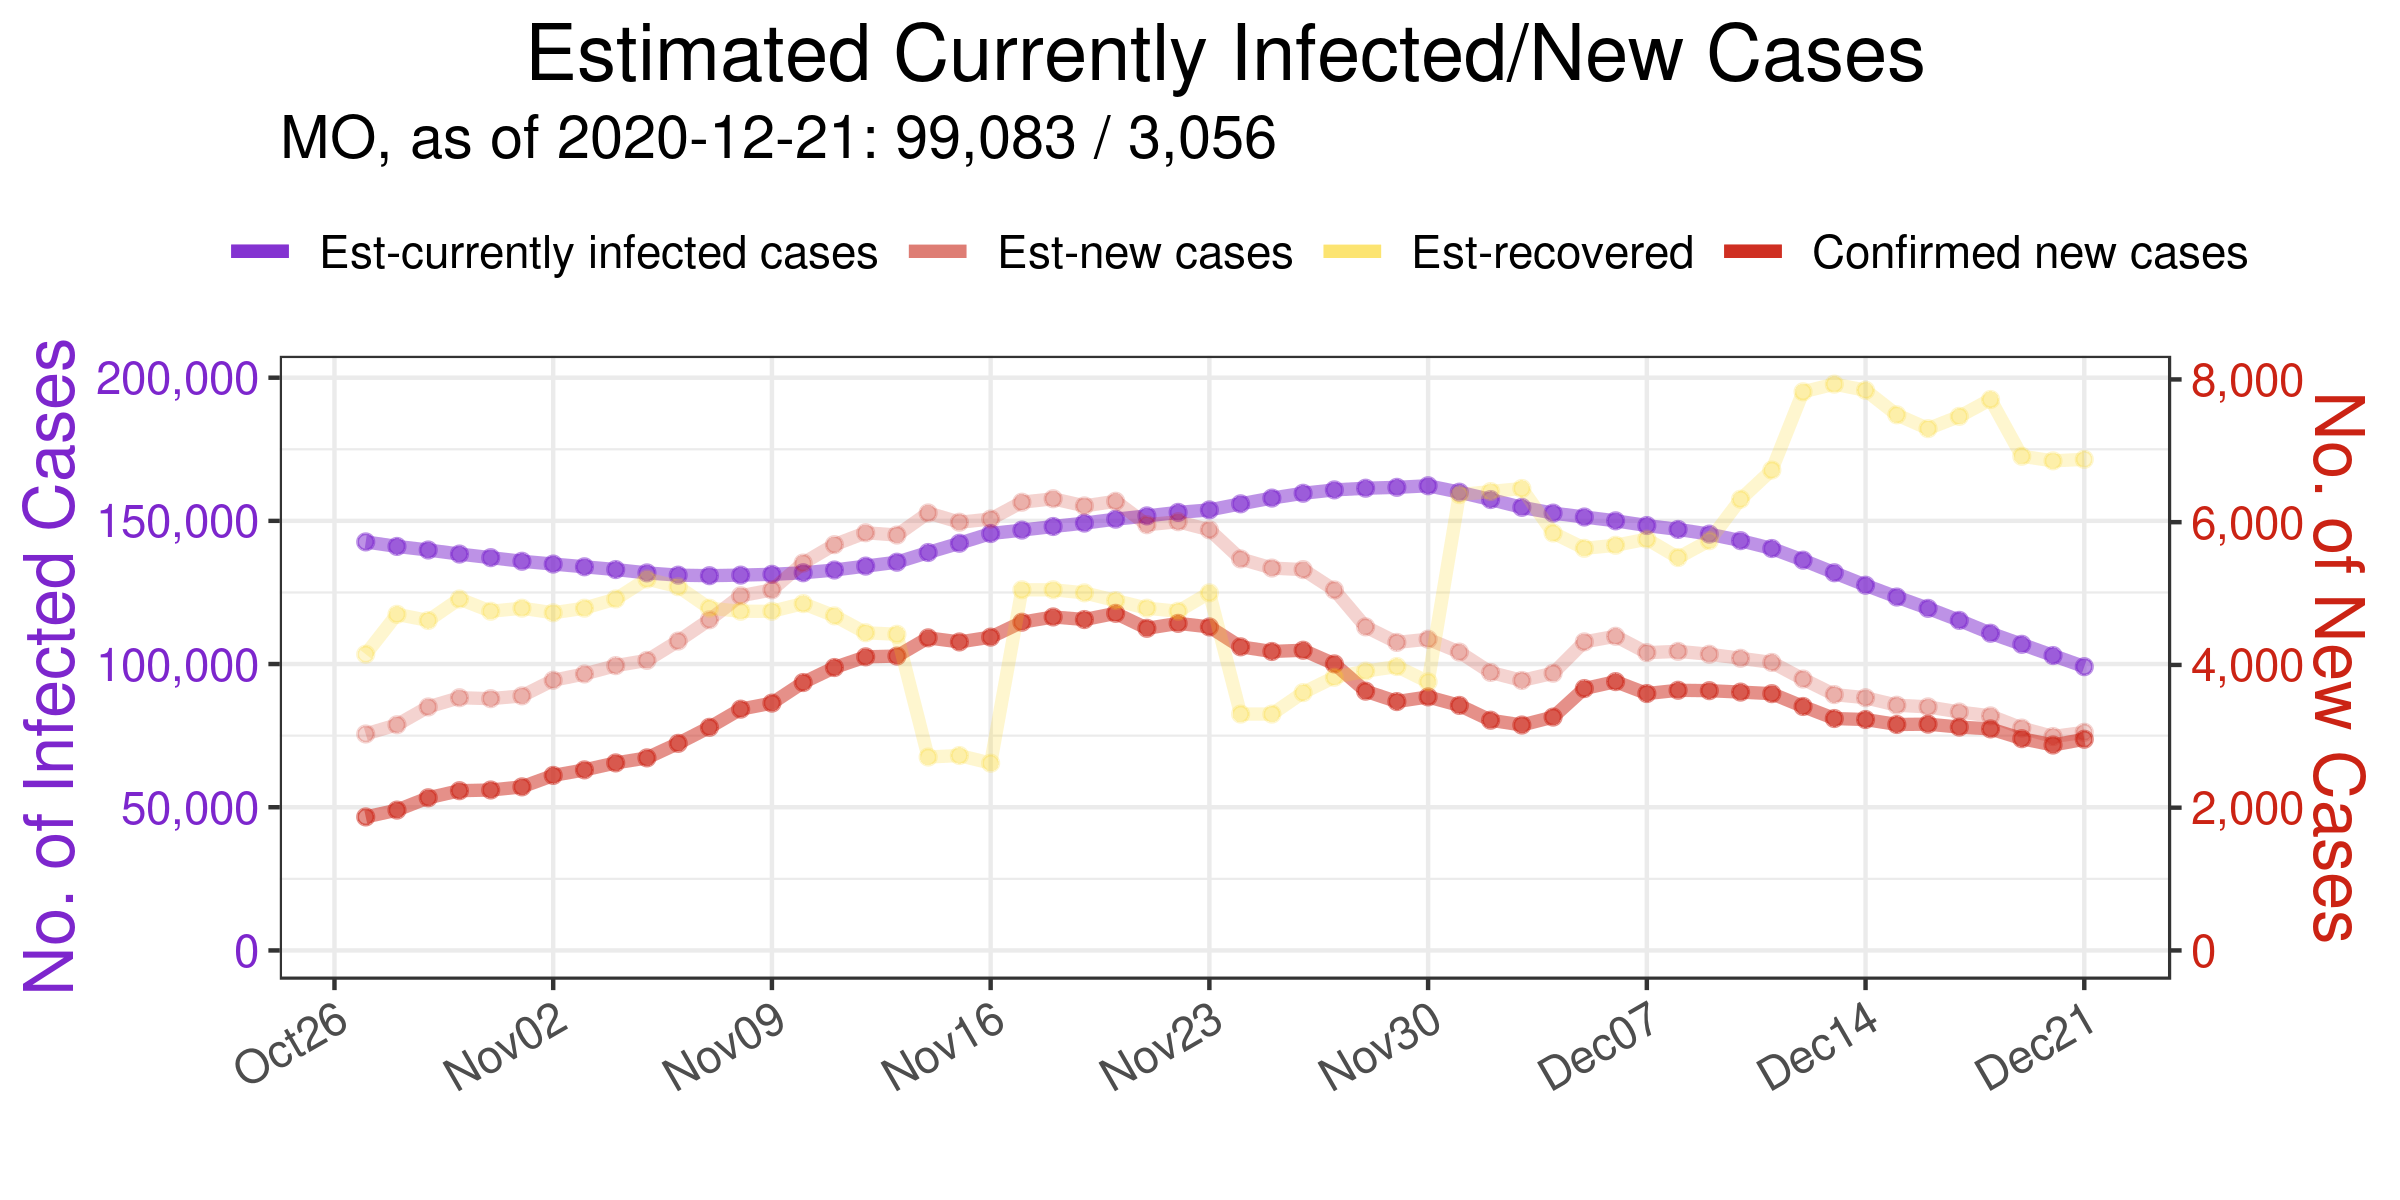 Estimated Currently Infected/New Cases
MO, as of 2020-12-21: 99,083 / 3,056
Est-currently infected cases Est-new cases Est-recovered Confirmed new cases
No. of Infected Cases
200,000
150,000
100,000
50,000
0
8,000
6,000
4,000
2,000
0
No. of New Cases
Oct26 Nov02 Nov09 Nov16 Nov23 Nov30 Dec07 Dec14 Dec21